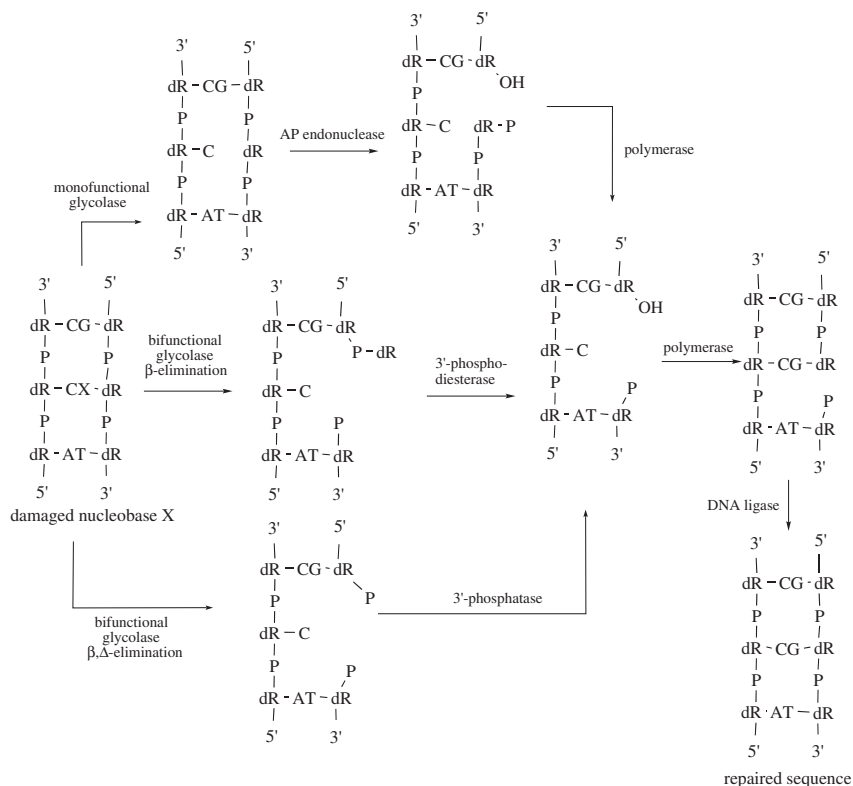 3' 5'
dR – CG – dR
P P
dR – C dR
P P
dR – AT – dR
5' 3'
monofunctional
glycolase
AP endonuclease
3' 5'
dR – CG – dR
OH
P
dR – C dR – P
P P
dR – AT – dR
5' 3'
polymerase
3' 5'
dR – CG – dR
P P
dR – CX – dR
P P
dR – AT – dR
5' 3'
damaged nucleobase X
bifunctional
glycolase
β-elimination
3' 5'
dR – CG – dR
P – dR
P
dR – C
P P
dR – AT – dR
5' 3'
3'-phospho-
diesterase
3' 5'
dR – CG – dR
OH
P
dR – C
P P
dR – AT – dR
5' 3'
polymerase
3' 5'
dR – CG – dR
P P
dR – CG – dR
P P
dR – AT – dR
5' 3'
DNA ligase
bifunctional
glycolase
β,Δ-elimination
3' 5'
dR – CG – dR
P P
dR – C
P P
dR – AT – dR
5' 3'
3'-phosphatase
3' 5'
dR – CG – dR
P P
dR – CG – dR
P P
dR – AT – dR
5' 3'
repaired sequence